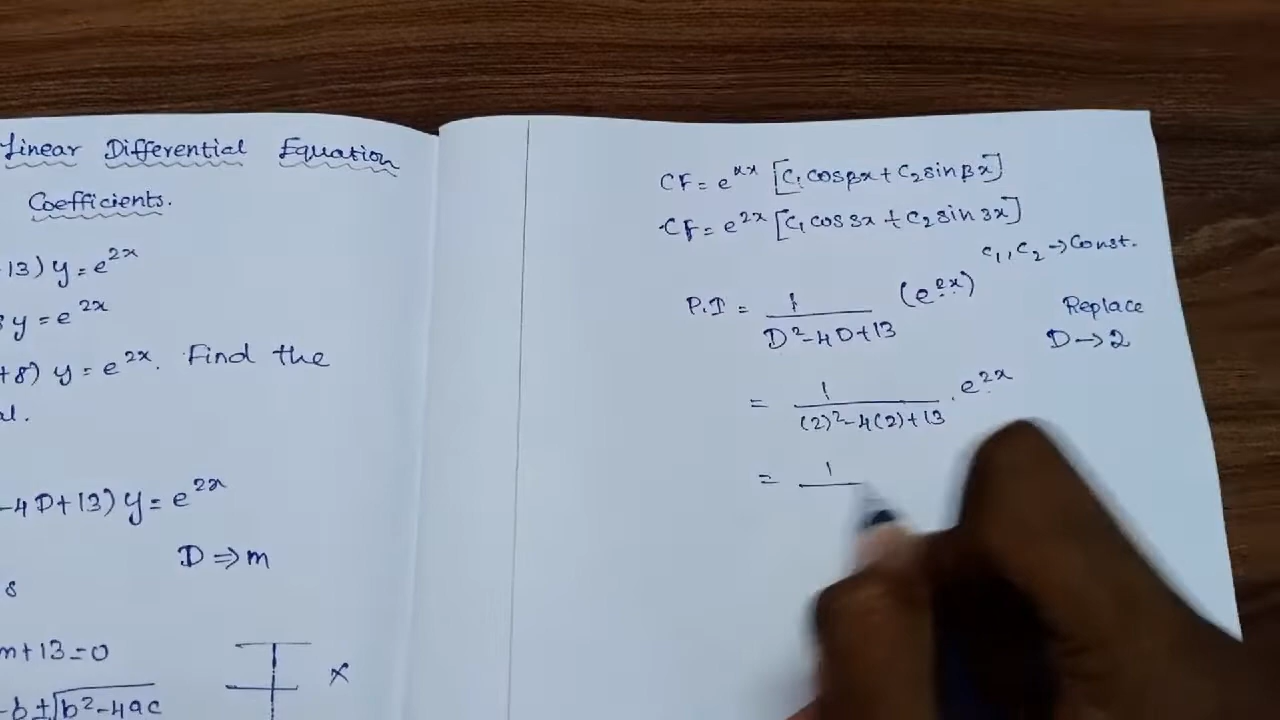 Linear Differential Equation
Coefficients.
13) y = e^2x
y = e^2x
+8) y = e^2x. Find the
al.
-4D+13) y = e^2x
D ⇒ m
s
m+13=0
-b±√b²-4ac
x
CF = e^αx [C₁ cosβx + C₂ sinβx]
CF = e^2x [C₁ cos 3x + C₂ sin 3x]
C₁, C₂ → Const.
P.I = 1/(D²-4D+13) (e^2x)
Replace
D → 2
= 1/((2)²-4(2)+13) . e^2x
= 1